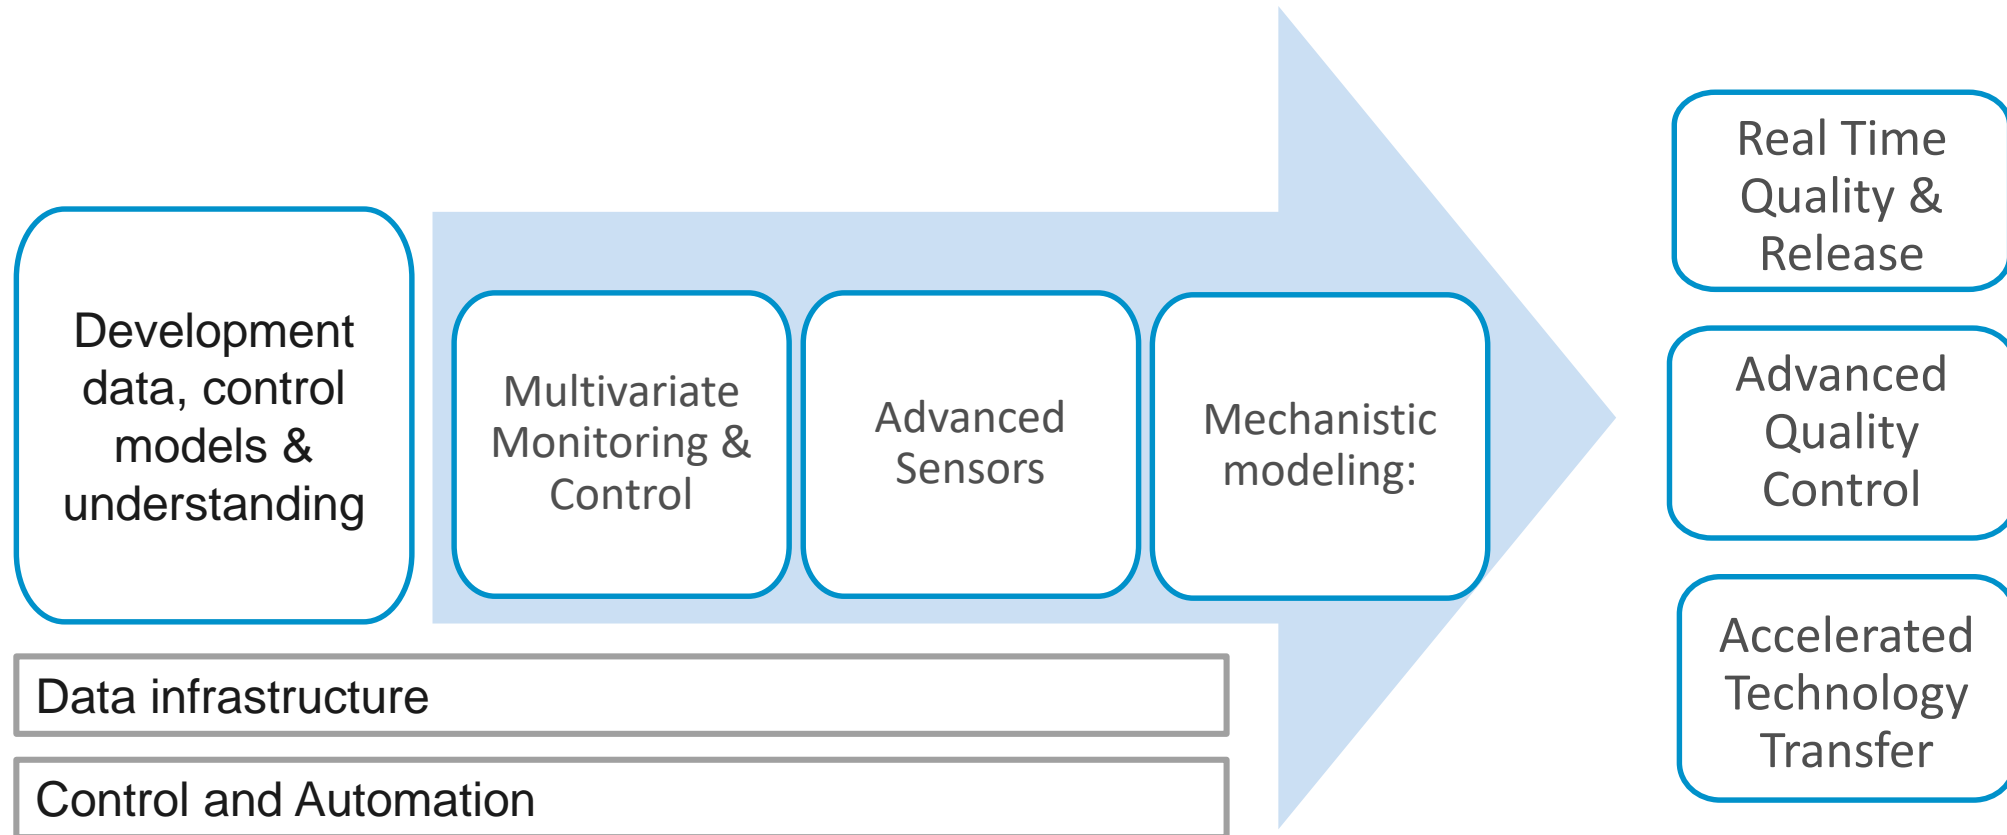 Development
data, control
models &
understanding
Multivariate
Monitoring &
Control
Advanced
Sensors
Mechanistic
modeling:
Real Time
Quality &
Release
Advanced
Quality
Control
Accelerated
Technology
Transfer
Data infrastructure
Control and Automation